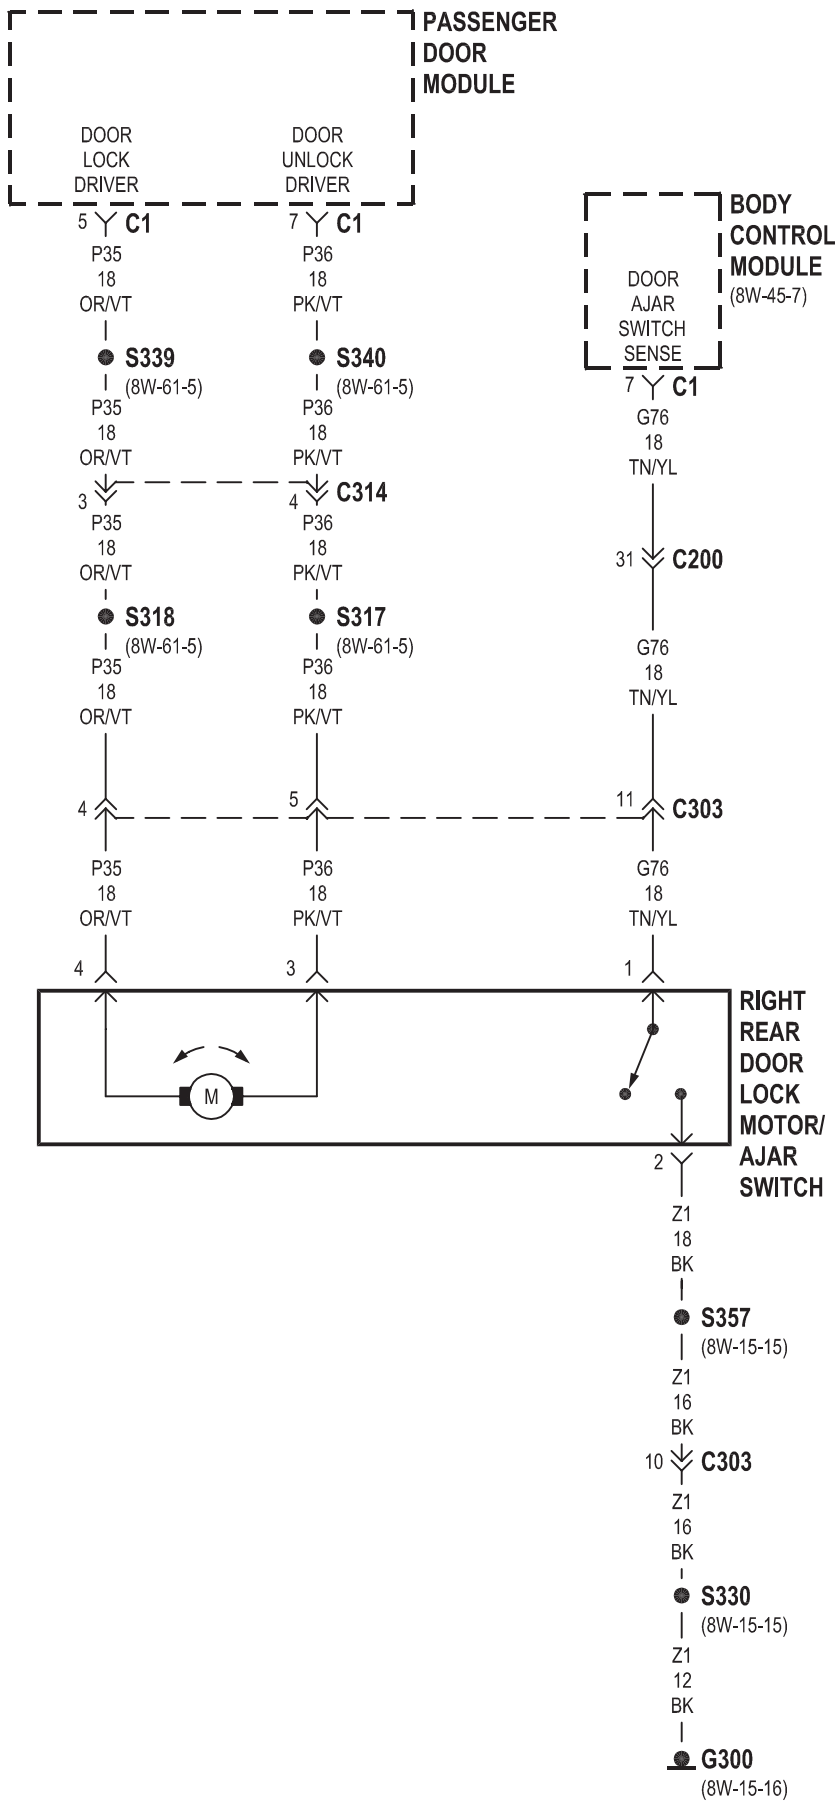 PASSENGER
DOOR
MODULE
DOOR
LOCK
DRIVER
DOOR
UNLOCK
DRIVER
5 C1
7 C1
P35
18
OR/VT
P36
18
PK/VT
S339
(8W-61-5)
S340
(8W-61-5)
P35
18
OR/VT
P36
18
PK/VT
3
4 C314
P35
18
OR/VT
P36
18
PK/VT
S318
(8W-61-5)
S317
(8W-61-5)
P35
18
OR/VT
P36
18
PK/VT
BODY
CONTROL
MODULE
(8W-45-7)
DOOR
AJAR
SWITCH
SENSE
7 C1
G76
18
TN/YL
31 C200
G76
18
TN/YL
4
5
11 C303
P35
18
OR/VT
P36
18
PK/VT
G76
18
TN/YL
4
3
1
M
RIGHT
REAR
DOOR
LOCK
MOTOR/
AJAR
SWITCH
2
Z1
18
BK
S357
(8W-15-15)
Z1
16
BK
10 C303
Z1
16
BK
S330
(8W-15-15)
Z1
12
BK
G300
(8W-15-16)